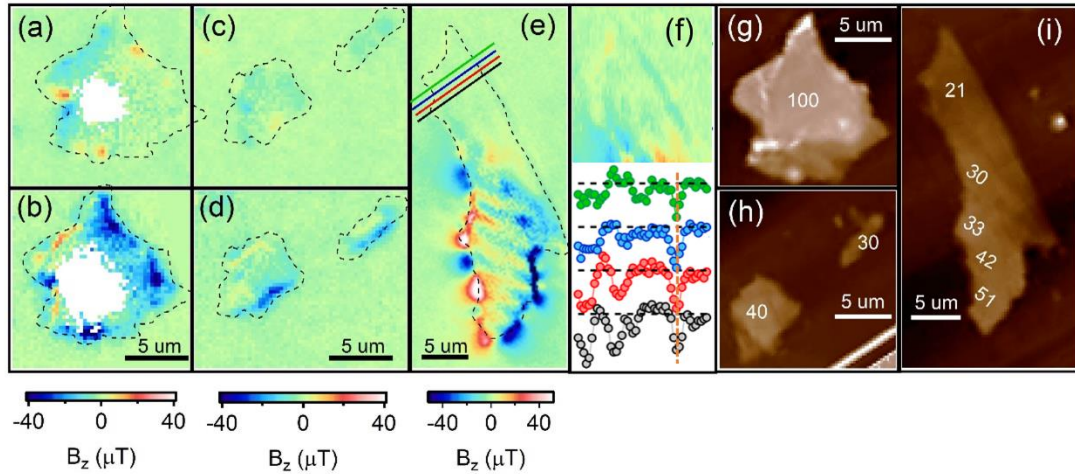 (a)
(c)
(e)
(f)
(g)
5 um
(i)
100
21
30
33
42
51
5 um
(b)
5 um
(d)
5 um
5 um
(h)
30
40
5 um
-40 0 40
B_z (μT)
-40 0 40
B_z (μT)
-40 0 40
B_z (μT)